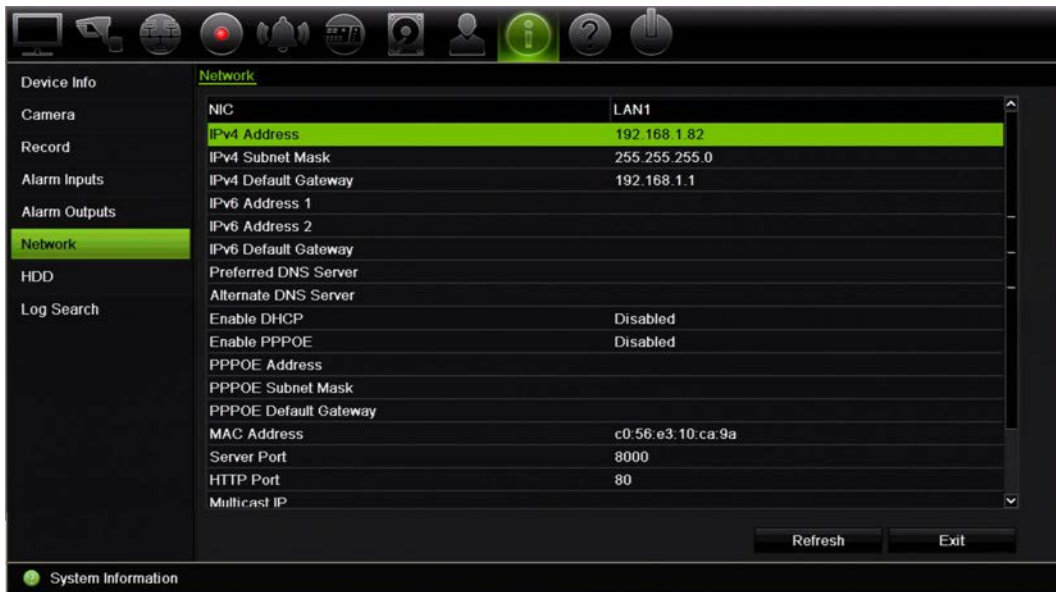 Device Info
Camera
Record
Alarm Inputs
Alarm Outputs
Network
HDD
Log Search
Network
NIC LAN1
IPv4 Address 192.168.1.82
IPv4 Subnet Mask 255.255.255.0
IPv4 Default Gateway 192.168.1.1
IPv6 Address 1
IPv6 Address 2
IPv6 Default Gateway
Preferred DNS Server
Alternate DNS Server
Enable DHCP Disabled
Enable PPPOE Disabled
PPPOE Address
PPPOE Subnet Mask
PPPOE Default Gateway
MAC Address c0:56:e3:10:ca:9a
Server Port 8000
HTTP Port 80
Multicast IP
Refresh Exit
System Information